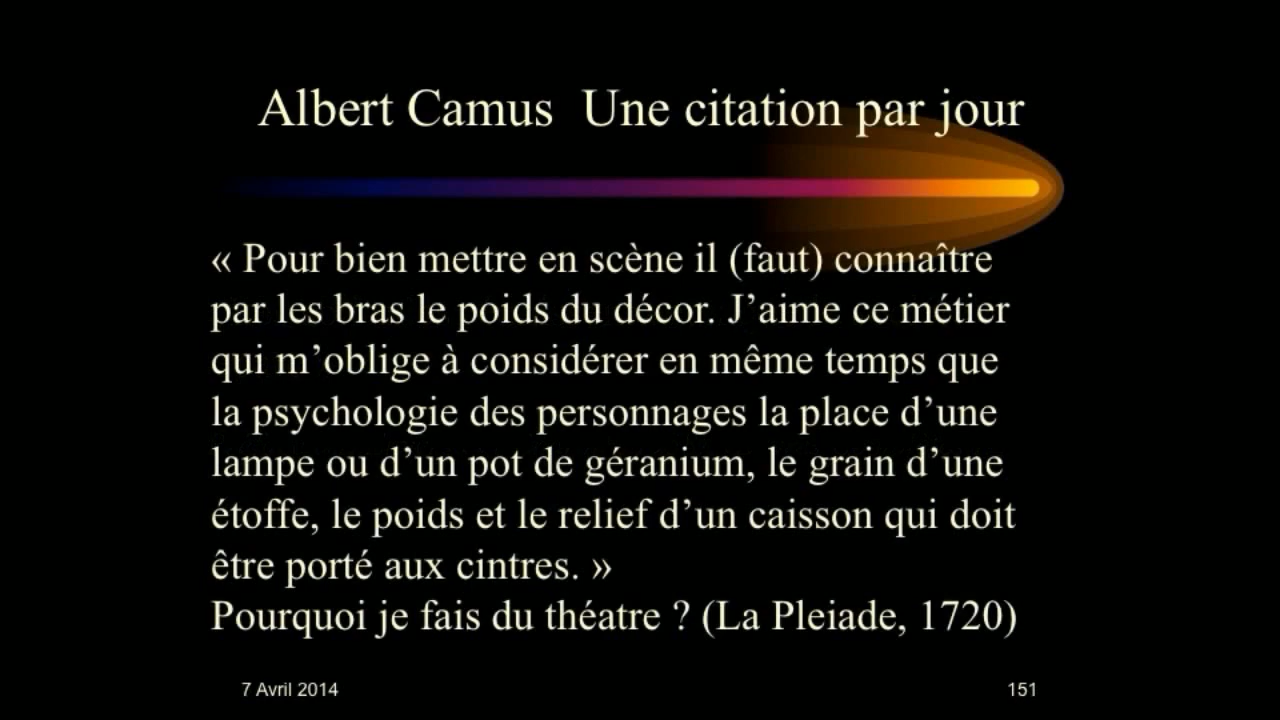 Albert Camus Une citation par jour
« Pour bien mettre en scène il (faut) connaître
par les bras le poids du décor. J’aime ce métier
qui m’oblige à considérer en même temps que
la psychologie des personnages la place d’une
lampe ou d’un pot de géranium, le grain d’une
étoffe, le poids et le relief d’un caisson qui doit
être porté aux cintres. »
Pourquoi je fais du théatre ? (La Pleiade, 1720)
7 Avril 2014
151